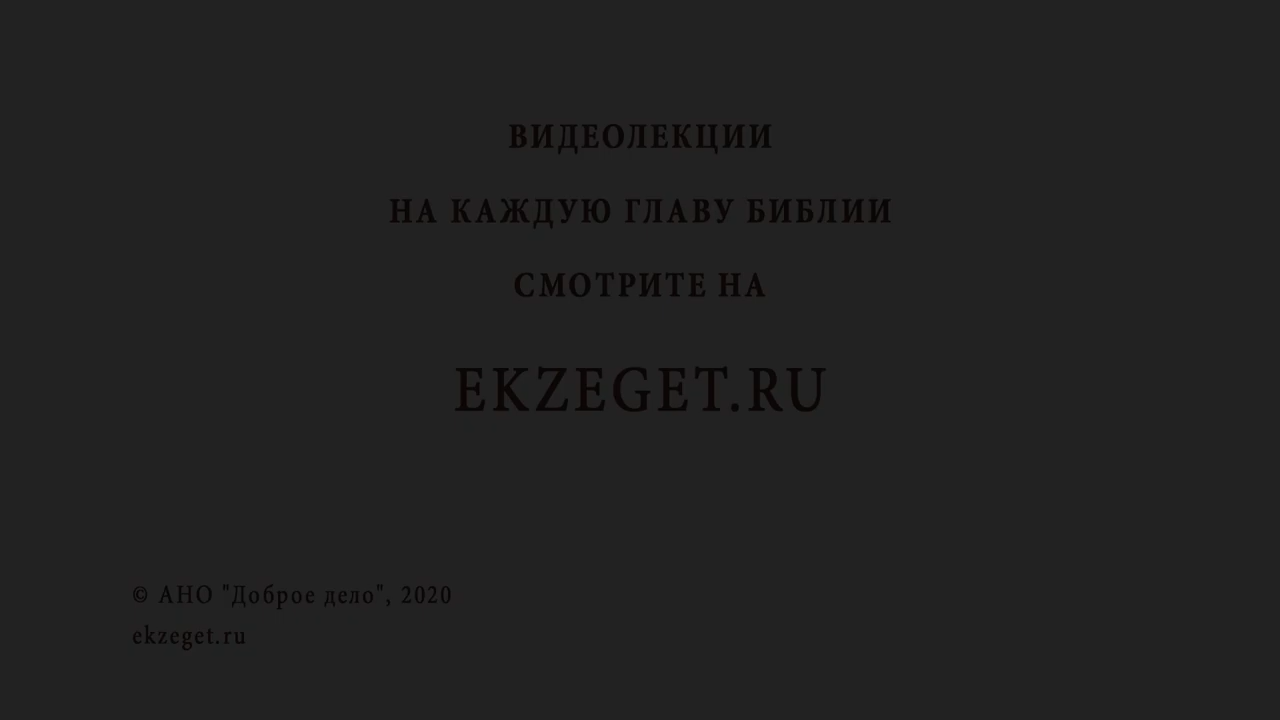 ВИДЕОЛЕКЦИИ
НА КАЖДУЮ ГЛАВУ БИБЛИИ
СМОТРИТЕ НА
EKZEGET.RU
© АНО "Доброе дело", 2020
ekzeget.ru